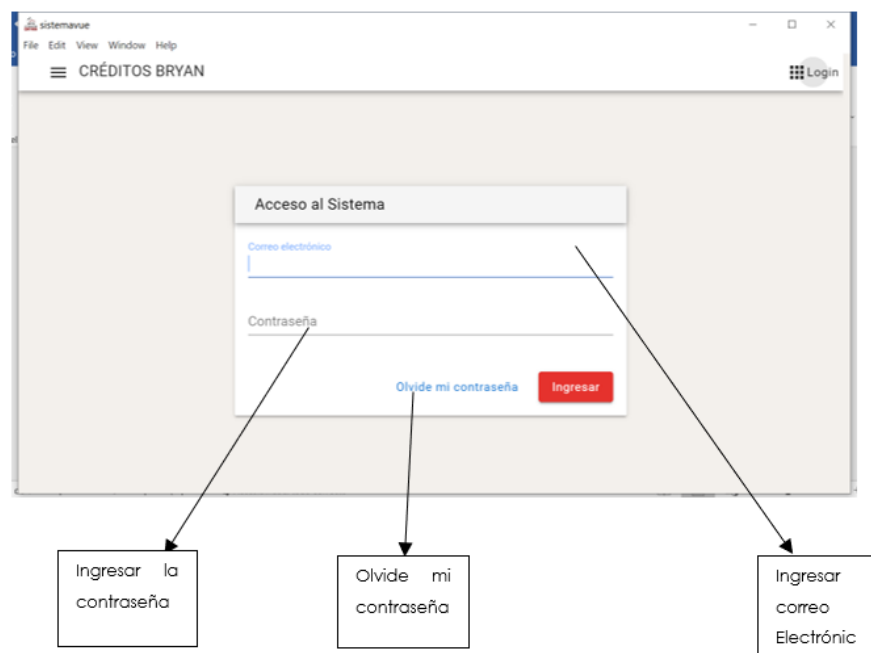 sistemavue
File Edit View Window Help
CRÉDITOS BRYAN
Login
Acceso al Sistema
Correo electrónico
Contraseña
Olvide mi contraseña
Ingresar
Ingresar la
contraseña
Olvide mi
contraseña
Ingresar
correo
Electrónic